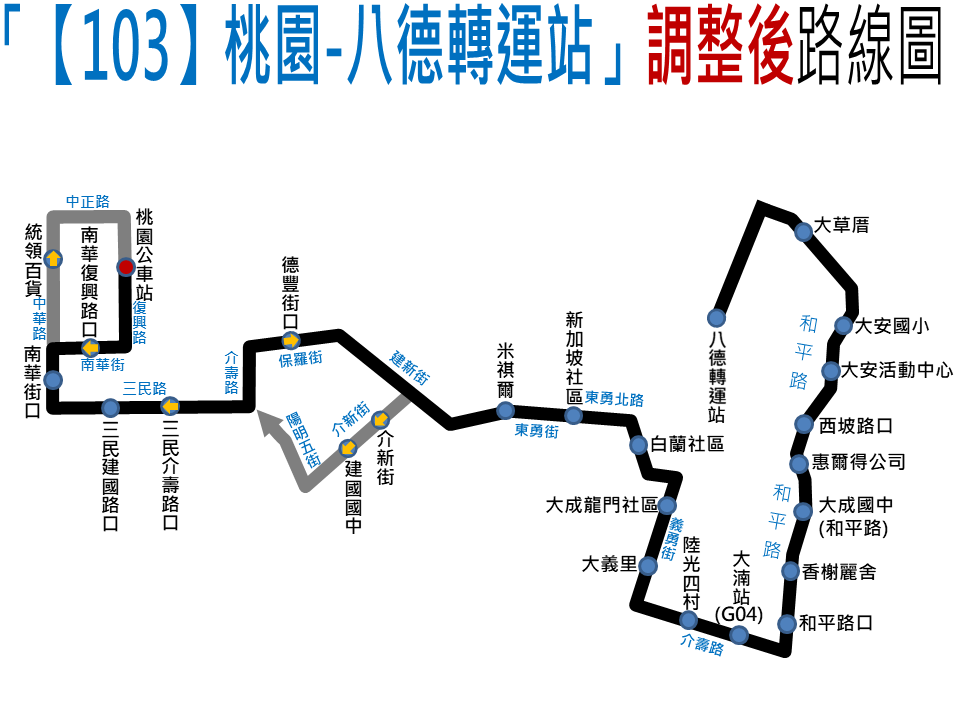 「【103】桃園-八德轉運站」調整後路線圖
中正路
統領百貨
南華復興路口
桃園公車站
中華路
復興路
南華街
南華街口
三民路
三民建國路口
三民介壽路口
介壽路
德豐街口
保羅街
建新街
介新街
陽明五街
介新街
建國國中
米祺爾
新加坡社區
東勇街
東勇北路
白蘭社區
大成龍門社區
義勇街
大義里
陸光四村
大湳站
(G04)
介壽路
八德轉運站
大草厝
和平路
大安國小
大安活動中心
西坡路口
惠爾得公司
和平路
大成國中
(和平路)
香榭麗舍
和平路口